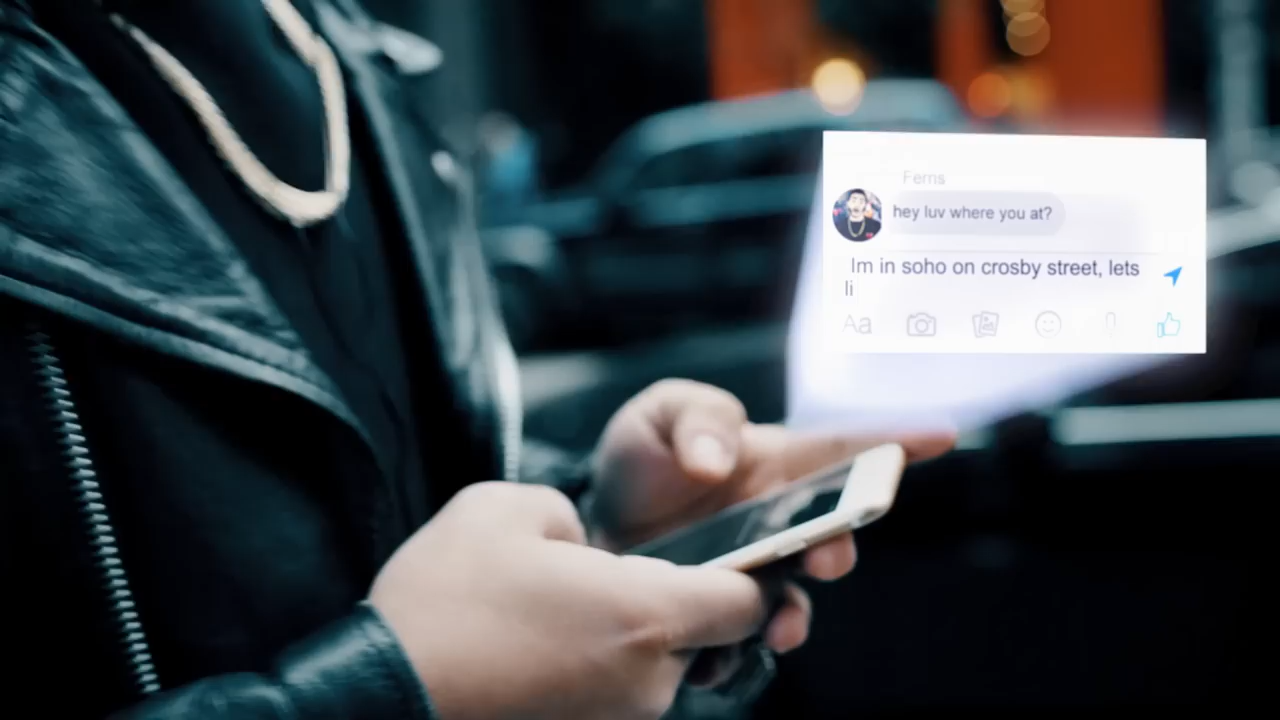 Ferns
hey luv where you at?
Im in soho on crosby street, lets
li
Aa